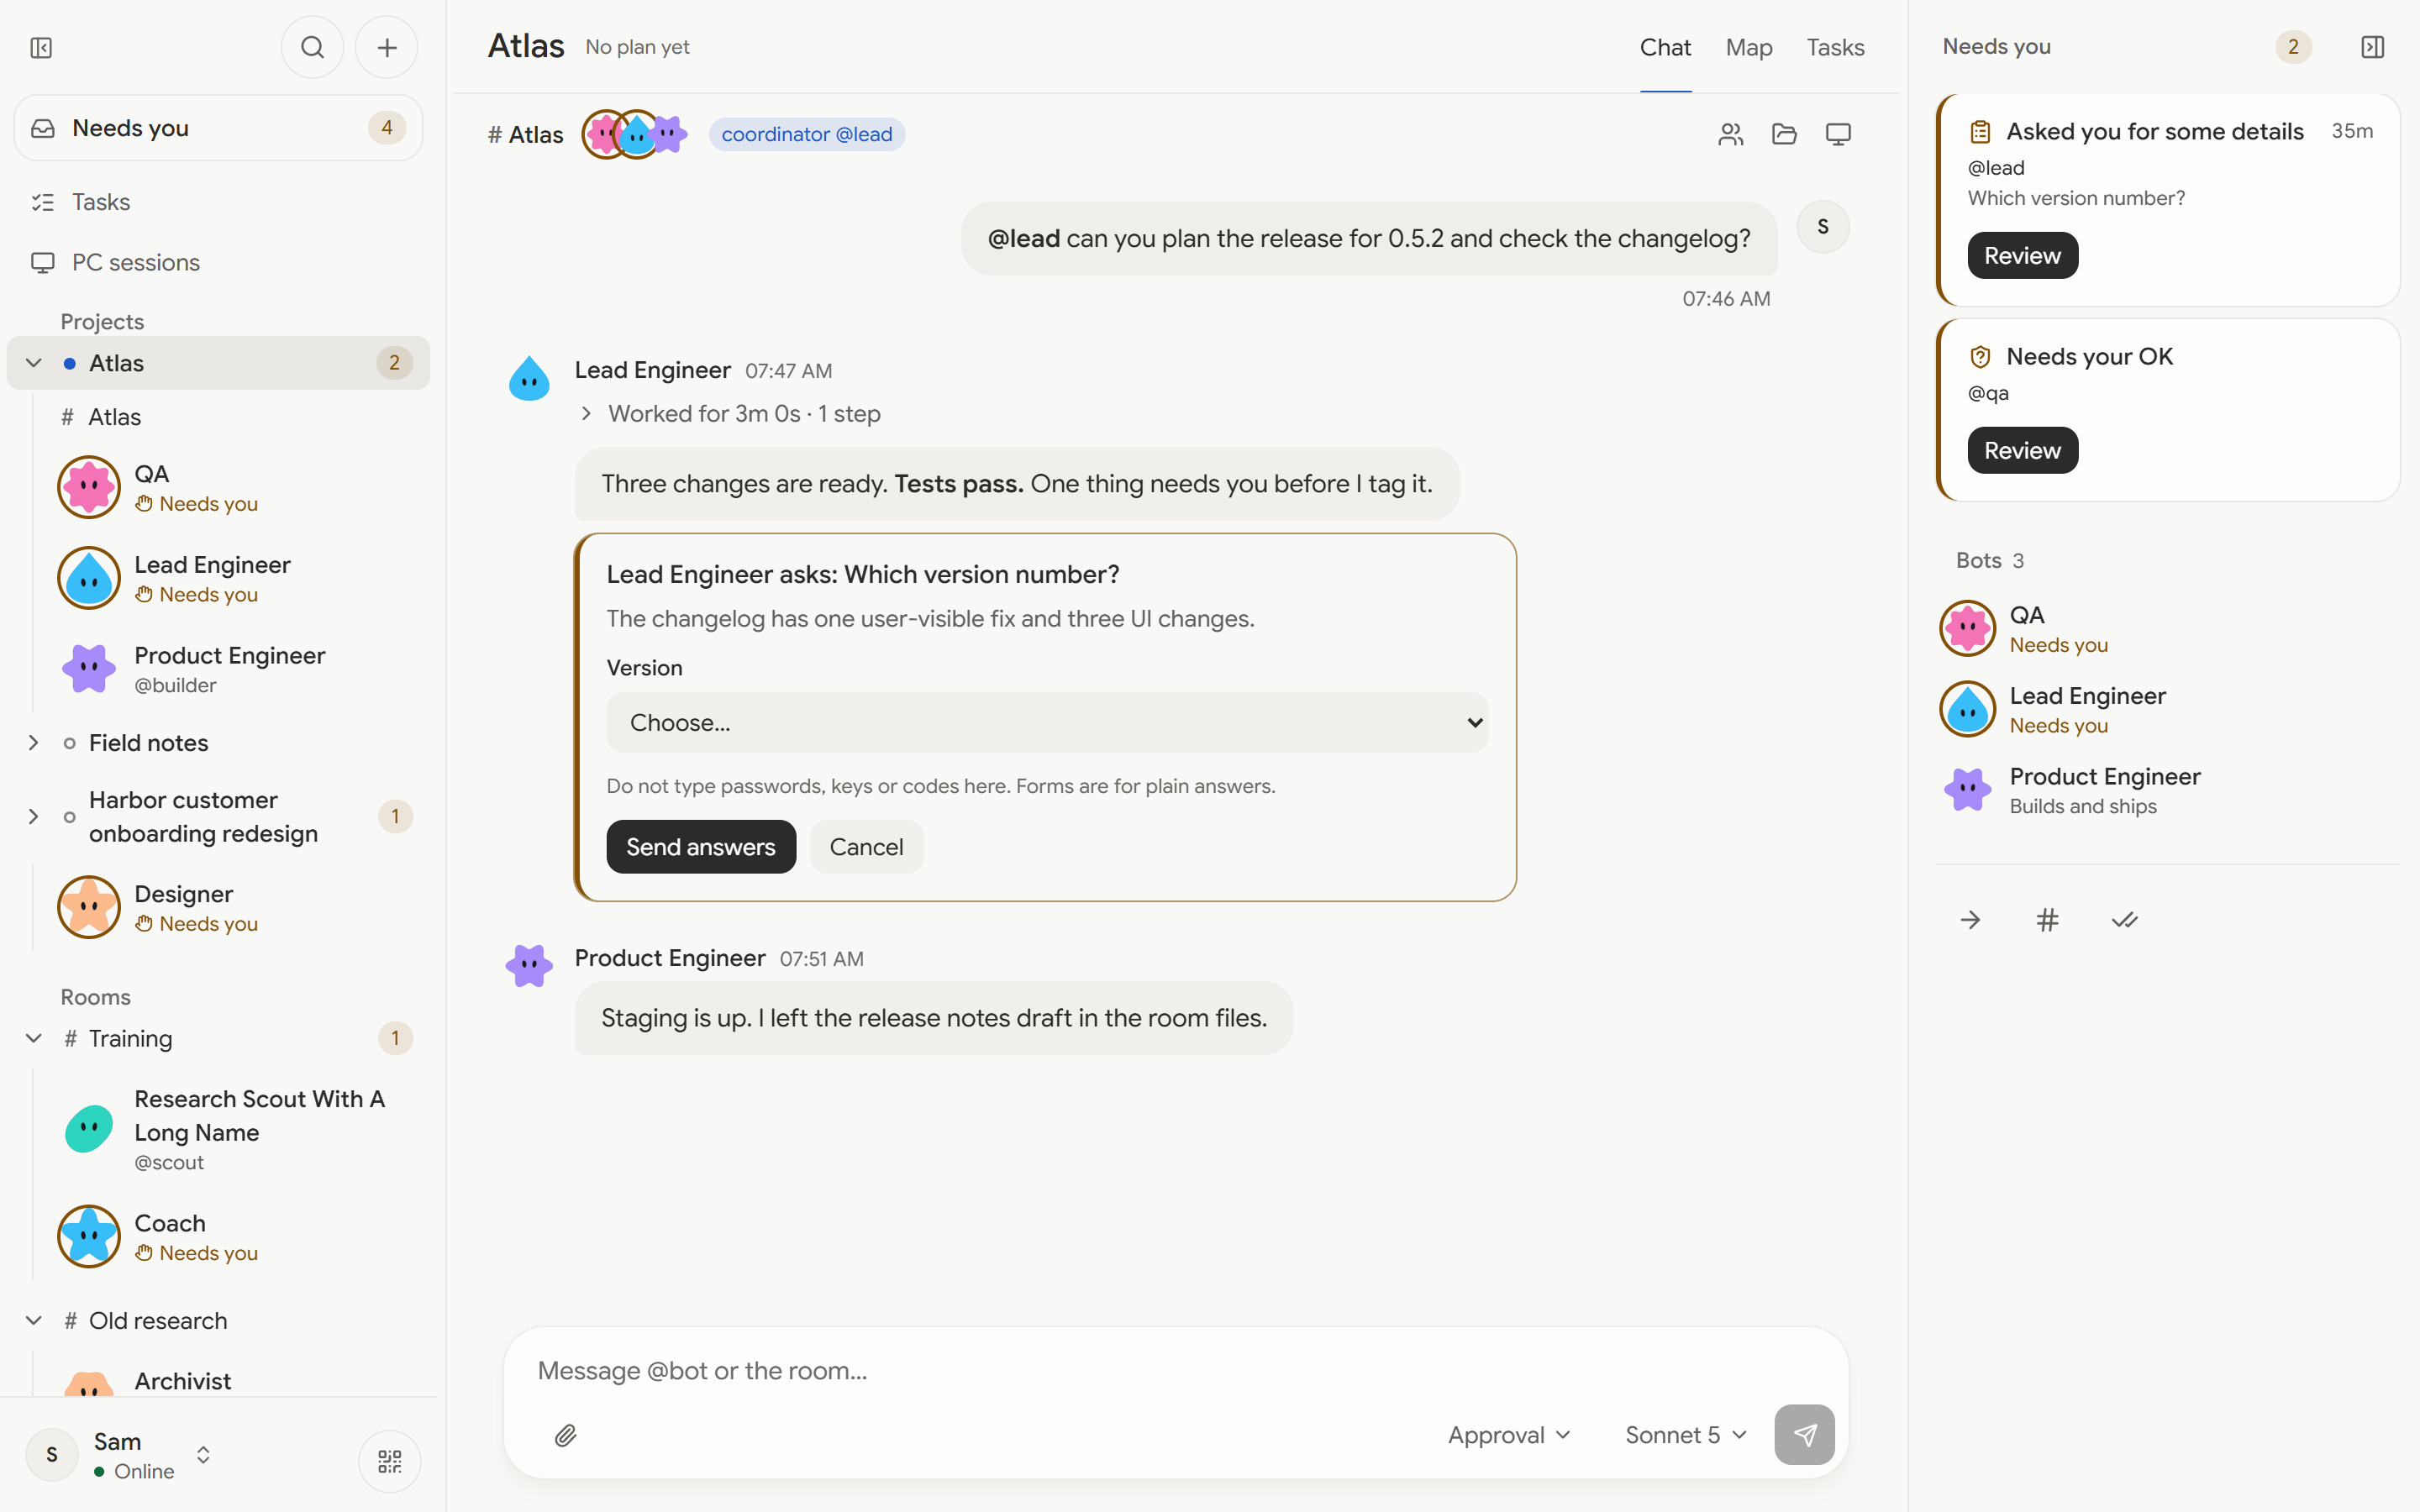 Needs you 4
Tasks
PC sessions
Projects
Atlas 2
# Atlas
QA
Needs you
Lead Engineer
Needs you
Product Engineer
@builder
Field notes
Harbor customer
onboarding redesign 1
Designer
Needs you
Rooms
# Training 1
Research Scout With A
Long Name
@scout
Coach
Needs you
# Old research
Archivist
S
Sam
Online
Atlas No plan yet
Chat Map Tasks
# Atlas coordinator @lead
@lead can you plan the release for 0.5.2 and check the changelog? S
07:46 AM
Lead Engineer 07:47 AM
Worked for 3m 0s · 1 step
Three changes are ready. Tests pass. One thing needs you before I tag it.
Lead Engineer asks: Which version number?
The changelog has one user-visible fix and three UI changes.
Version
Choose...
Do not type passwords, keys or codes here. Forms are for plain answers.
Send answers Cancel
Product Engineer 07:51 AM
Staging is up. I left the release notes draft in the room files.
Message @bot or the room...
Approval Sonnet 5
Needs you 2
Asked you for some details 35m
@lead
Which version number?
Review
Needs your OK
@qa
Review
Bots 3
QA
Needs you
Lead Engineer
Needs you
Product Engineer
Builds and ships
#